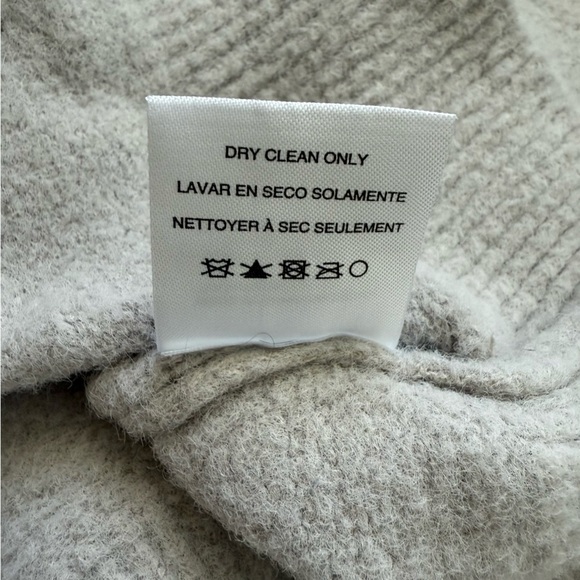 DRY CLEAN ONLY
LAVAR EN SECO SOLAMENTE
NETTOYER À SEC SEULEMENT